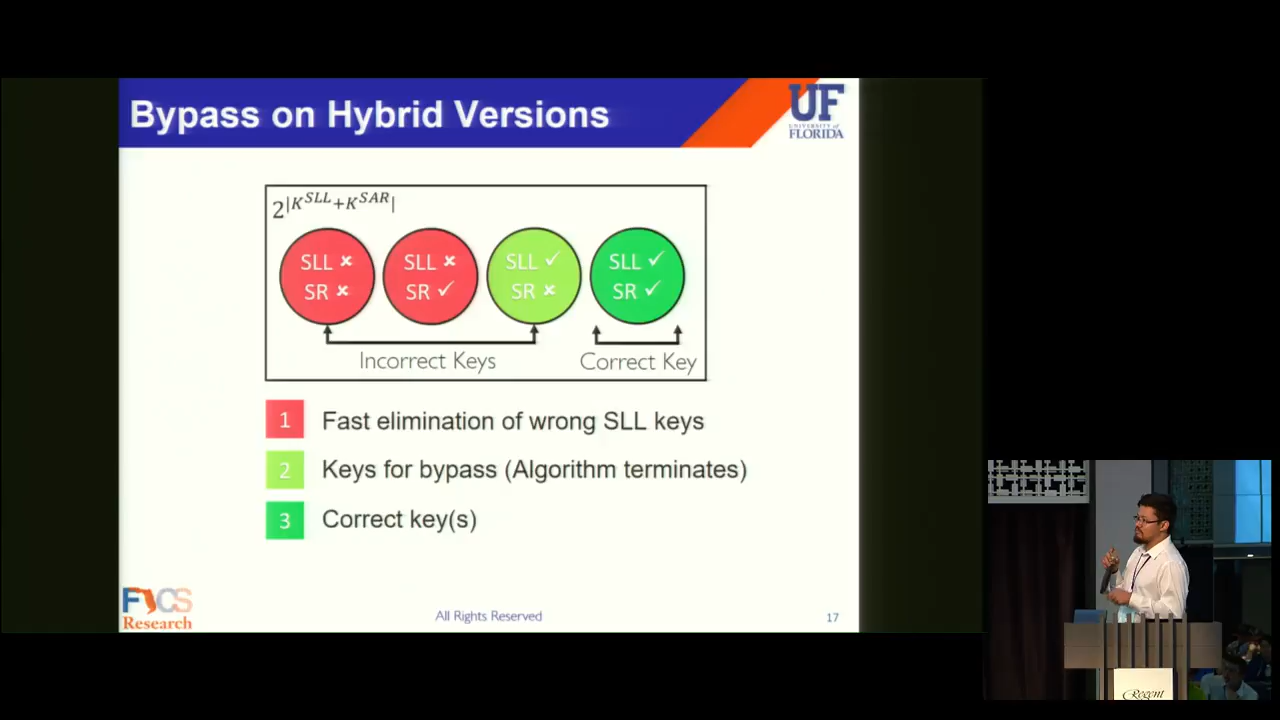 Bypass on Hybrid Versions
UF
UNIVERSITY of
FLORIDA
2^|K^SLL+K^SAR|
SLL ×
SR ×
SLL ×
SR ✓
SLL ✓
SR ×
SLL ✓
SR ✓
Incorrect Keys
Correct Key
1 Fast elimination of wrong SLL keys
2 Keys for bypass (Algorithm terminates)
3 Correct key(s)
FICS
Research
All Rights Reserved
17
Regent